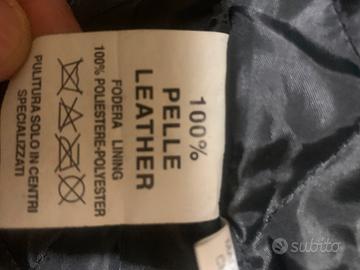 100%
PELLE
LEATHER
FODERA LINING
100% POLIESTERE-POLYESTER
PULITURA SOLO IN CENTRI
SPECIALIZZATI
subito